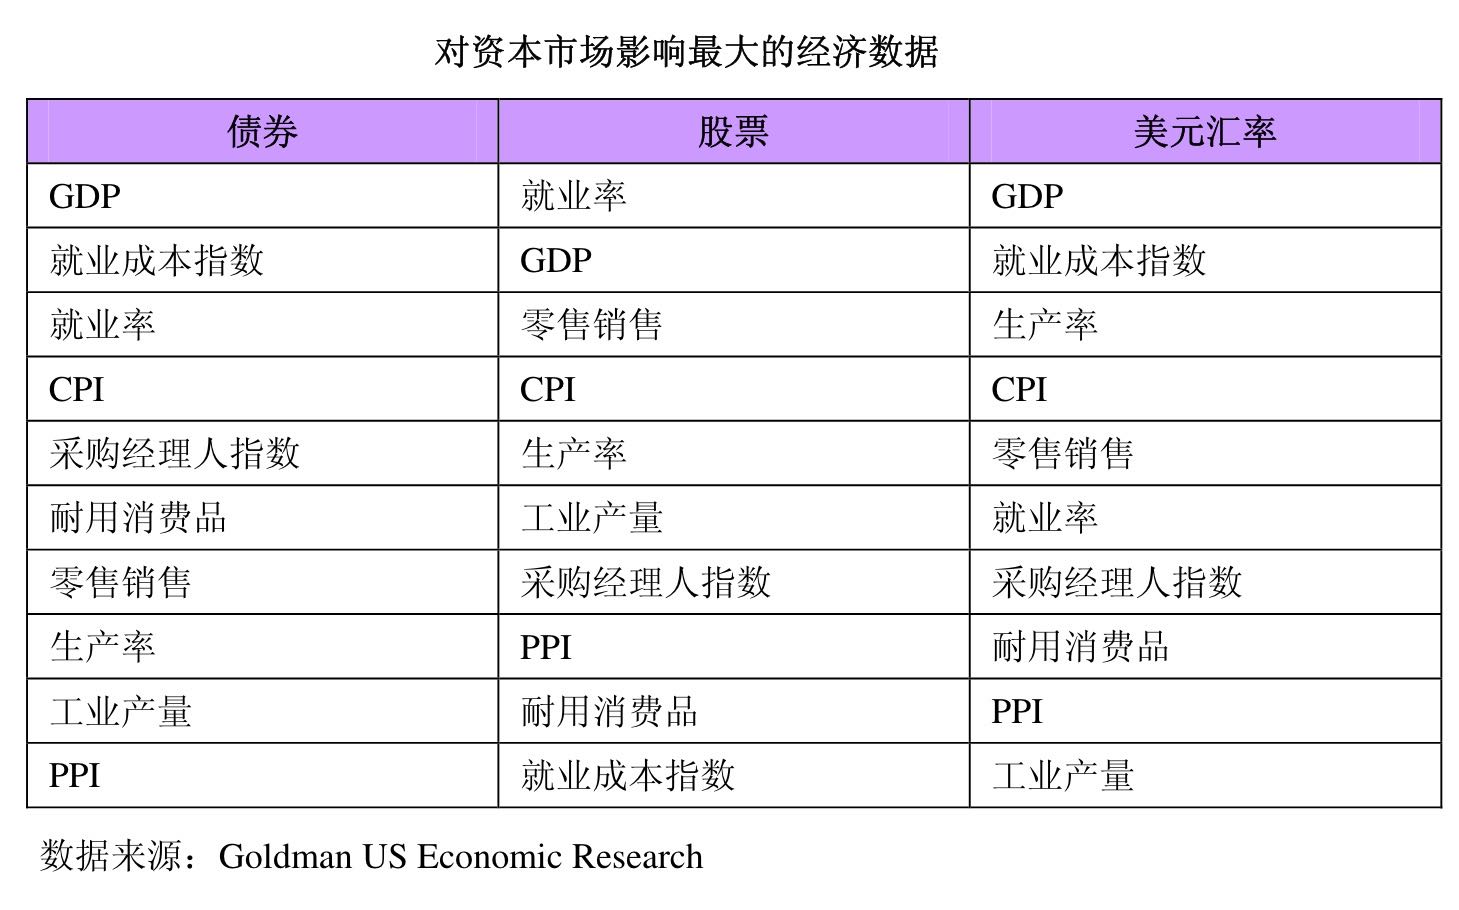 对资本市场影响最大的经济数据
债券 股票 美元汇率
GDP 就业率 GDP
就业成本指数 GDP 就业成本指数
就业率 零售销售 生产率
CPI CPI CPI
采购经理人指数 生产率 零售销售
耐用消费品 工业产量 就业率
零售销售 采购经理人指数 采购经理人指数
生产率 PPI 耐用消费品
工业产量 耐用消费品 PPI
PPI 就业成本指数 工业产量
数据来源：Goldman US Economic Research